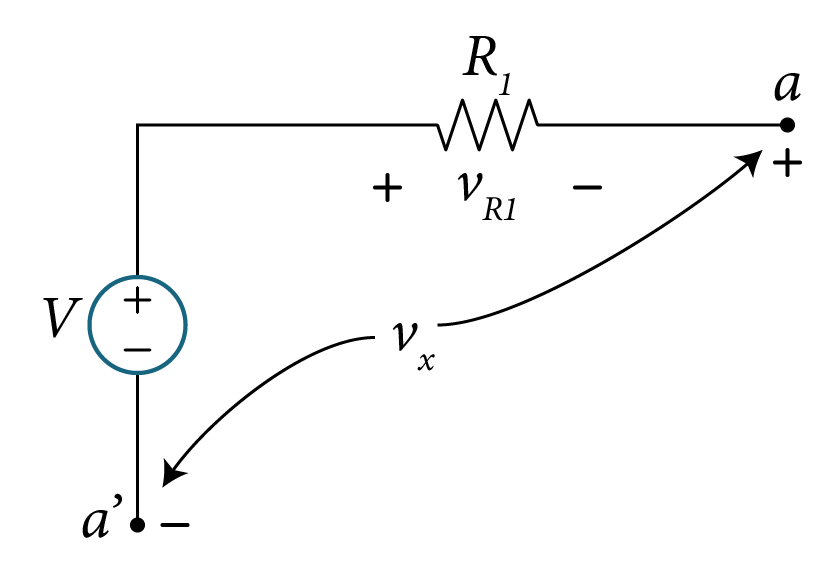 R1
a
+ vR1 − +
V + −
vx
a’ −